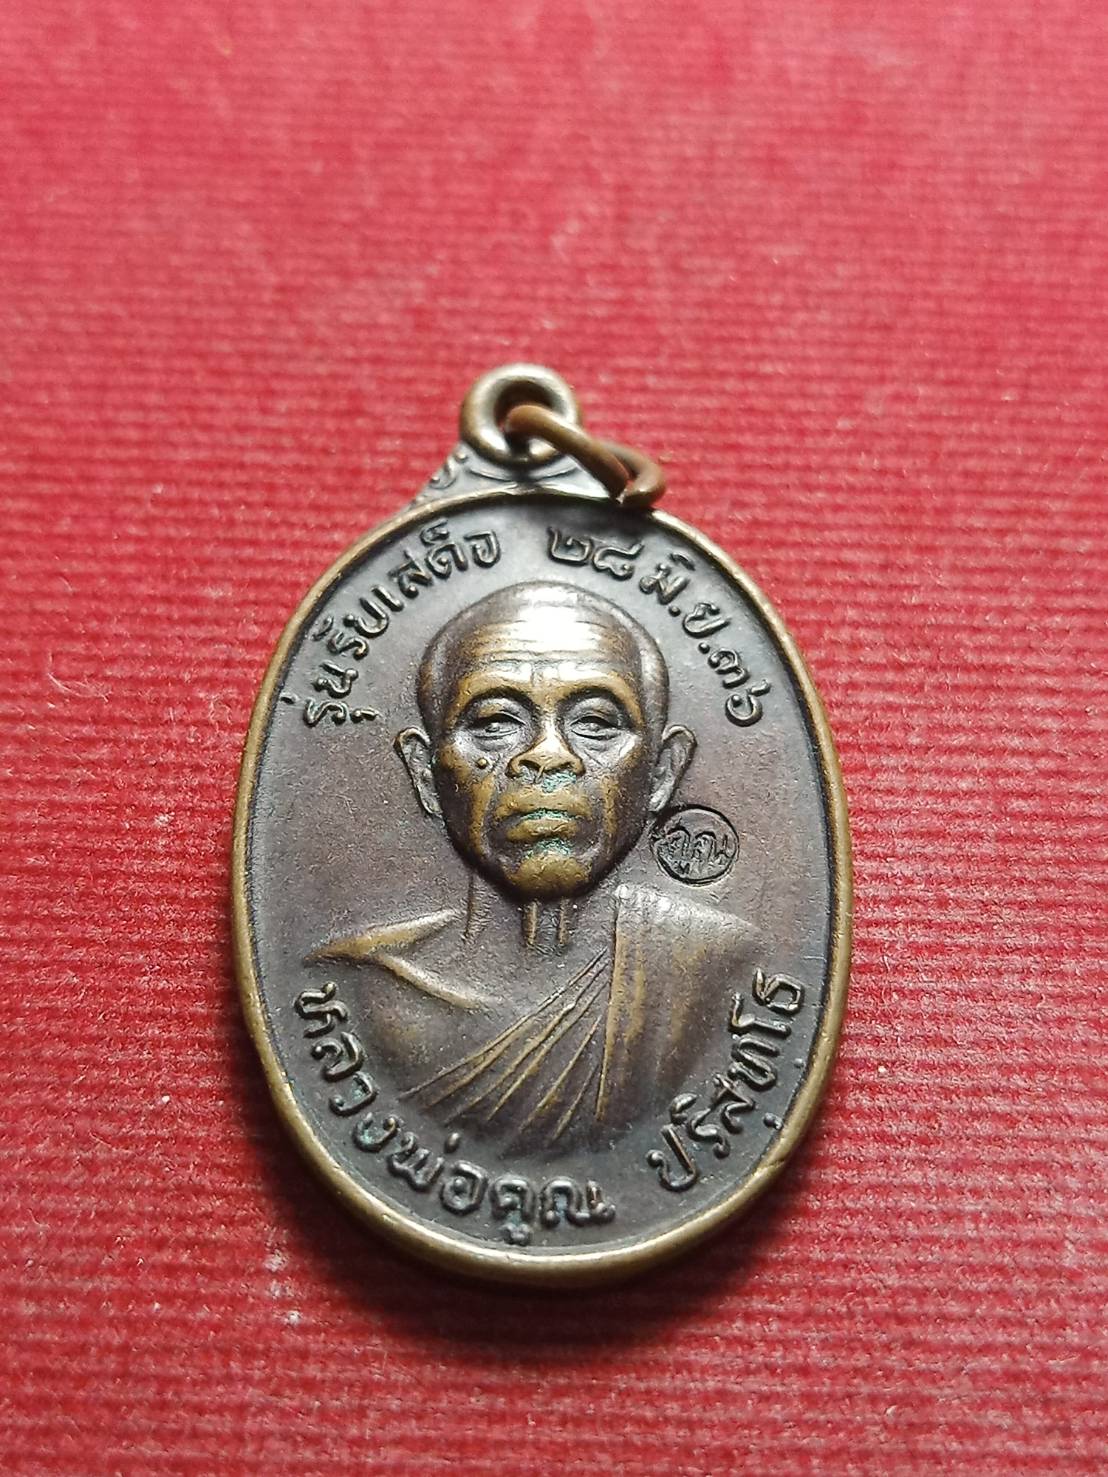 รุ่นรับเสด็จ ๒๘ มิ.ย.๓๖
คูณ
หลวงพ่อคูณ ปริสุทฺโธ